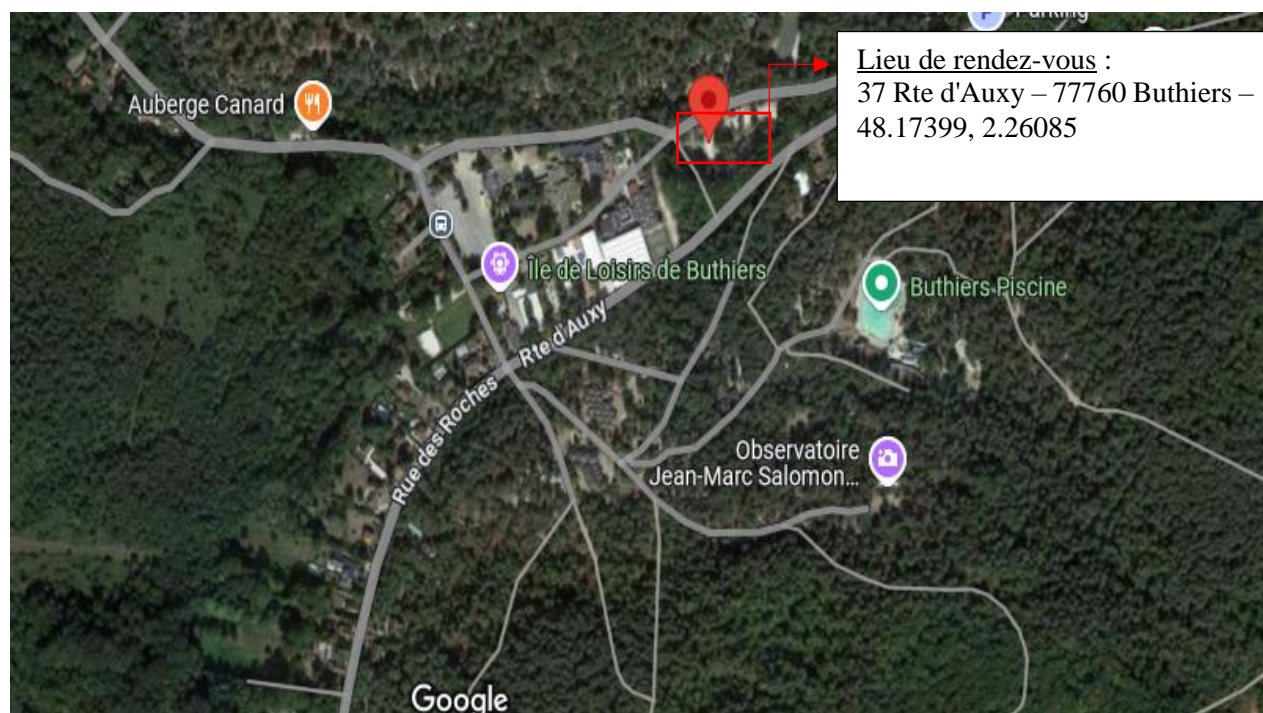 Parking
Lieu de rendez-vous :
37 Rte d'Auxy – 77760 Buthiers –
48.17399, 2.26085
Auberge Canard
Île de Loisirs de Buthiers
Buthiers Piscine
Rte d'Auxy
Rue des Roches
Observatoire
Jean-Marc Salomon...
Google